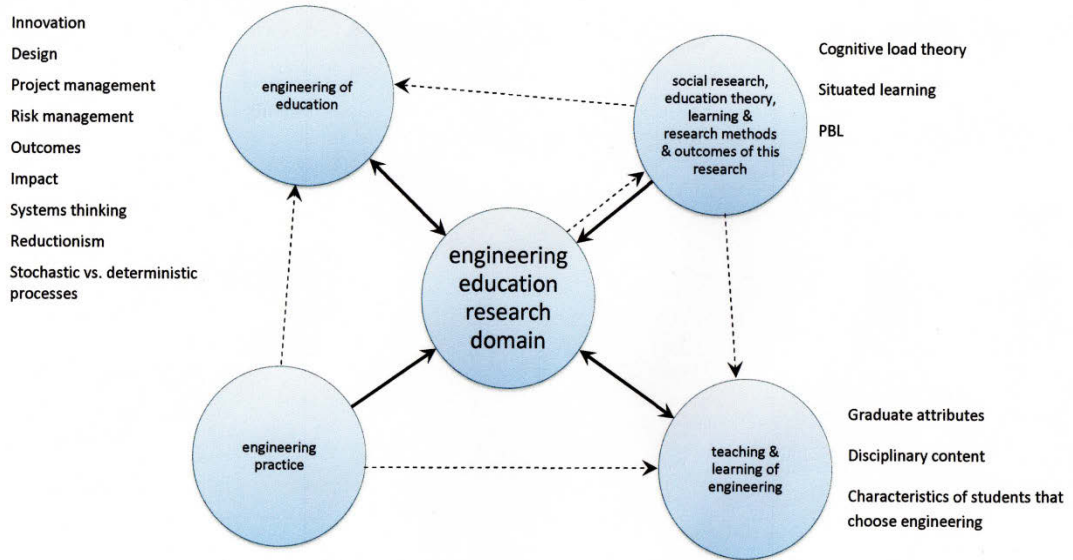 Innovation
Design
Project management
Risk management
Outcomes
Impact
Systems thinking
Reductionism
Stochastic vs. deterministic
processes
engineering of
education
social research,
education theory,
learning &
research methods
& outcomes of this
research
Cognitive load theory
Situated learning
PBL
engineering
education
research
domain
engineering
practice
teaching &
learning of
engineering
Graduate attributes
Disciplinary content
Characteristics of students that
choose engineering